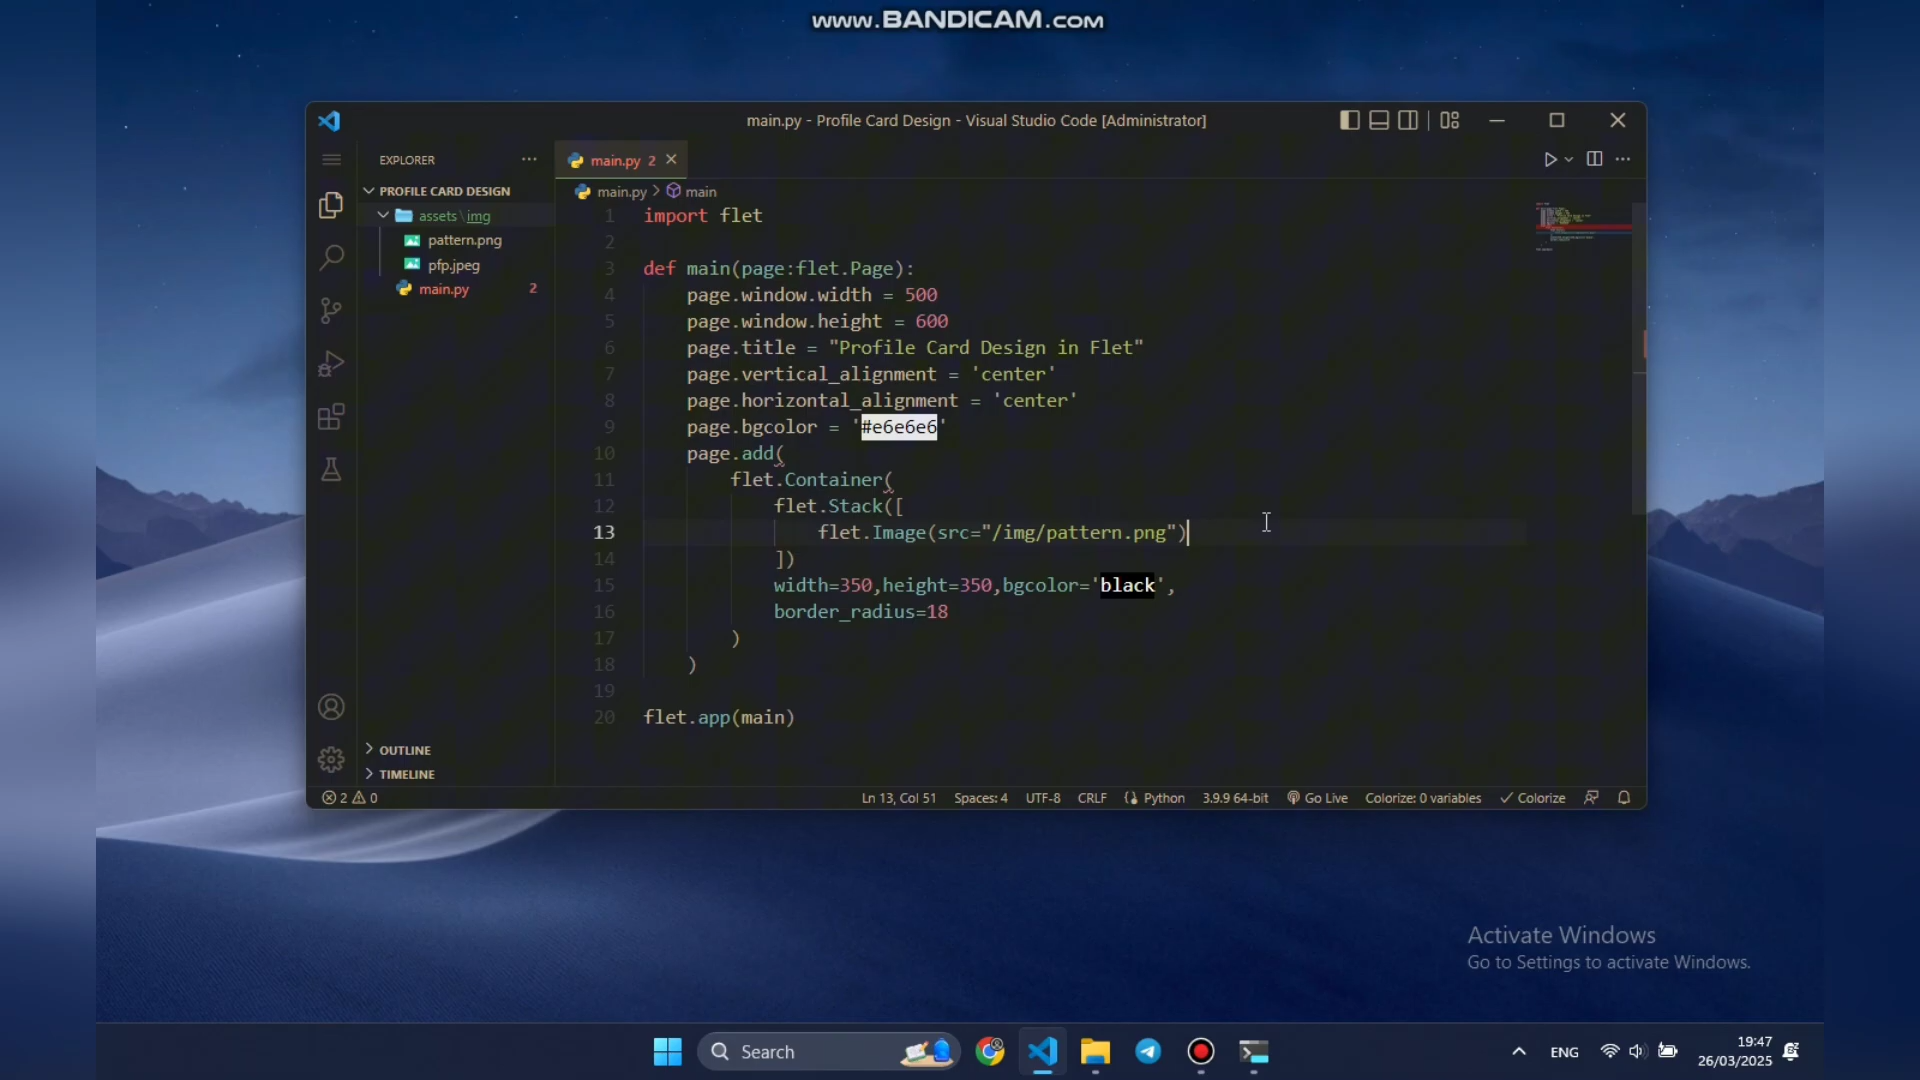 www.BANDICAM.com
main.py - Profile Card Design - Visual Studio Code [Administrator]
EXPLORER
main.py 2
PROFILE CARD DESIGN
main.py > main
assets\img
pattern.png
pfp.jpeg
main.py 2
1 import flet
2
3 def main(page:flet.Page):
4 page.window.width = 500
5 page.window.height = 600
6 page.title = "Profile Card Design in Flet"
7 page.vertical_alignment = 'center'
8 page.horizontal_alignment = 'center'
9 page.bgcolor = '#e6e6e6'
10 page.add(
11 flet.Container(
12 flet.Stack([
13 flet.Image(src="/img/pattern.png")
14 ])
15 width=350,height=350,bgcolor='black',
16 border_radius=18
17 )
18 )
19
20 flet.app(main)
OUTLINE
TIMELINE
2 0
Ln 13, Col 51 Spaces: 4 UTF-8 CRLF Python 3.9.9 64-bit Go Live Colorize: 0 variables Colorize
Activate Windows
Go to Settings to activate Windows.
Search
ENG
19:47
26/03/2025